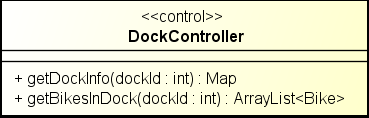 <<control>>
DockController
+ getDockInfo(dockId : int) : Map
+ getBikesInDock(dockId : int) : ArrayList<Bike>